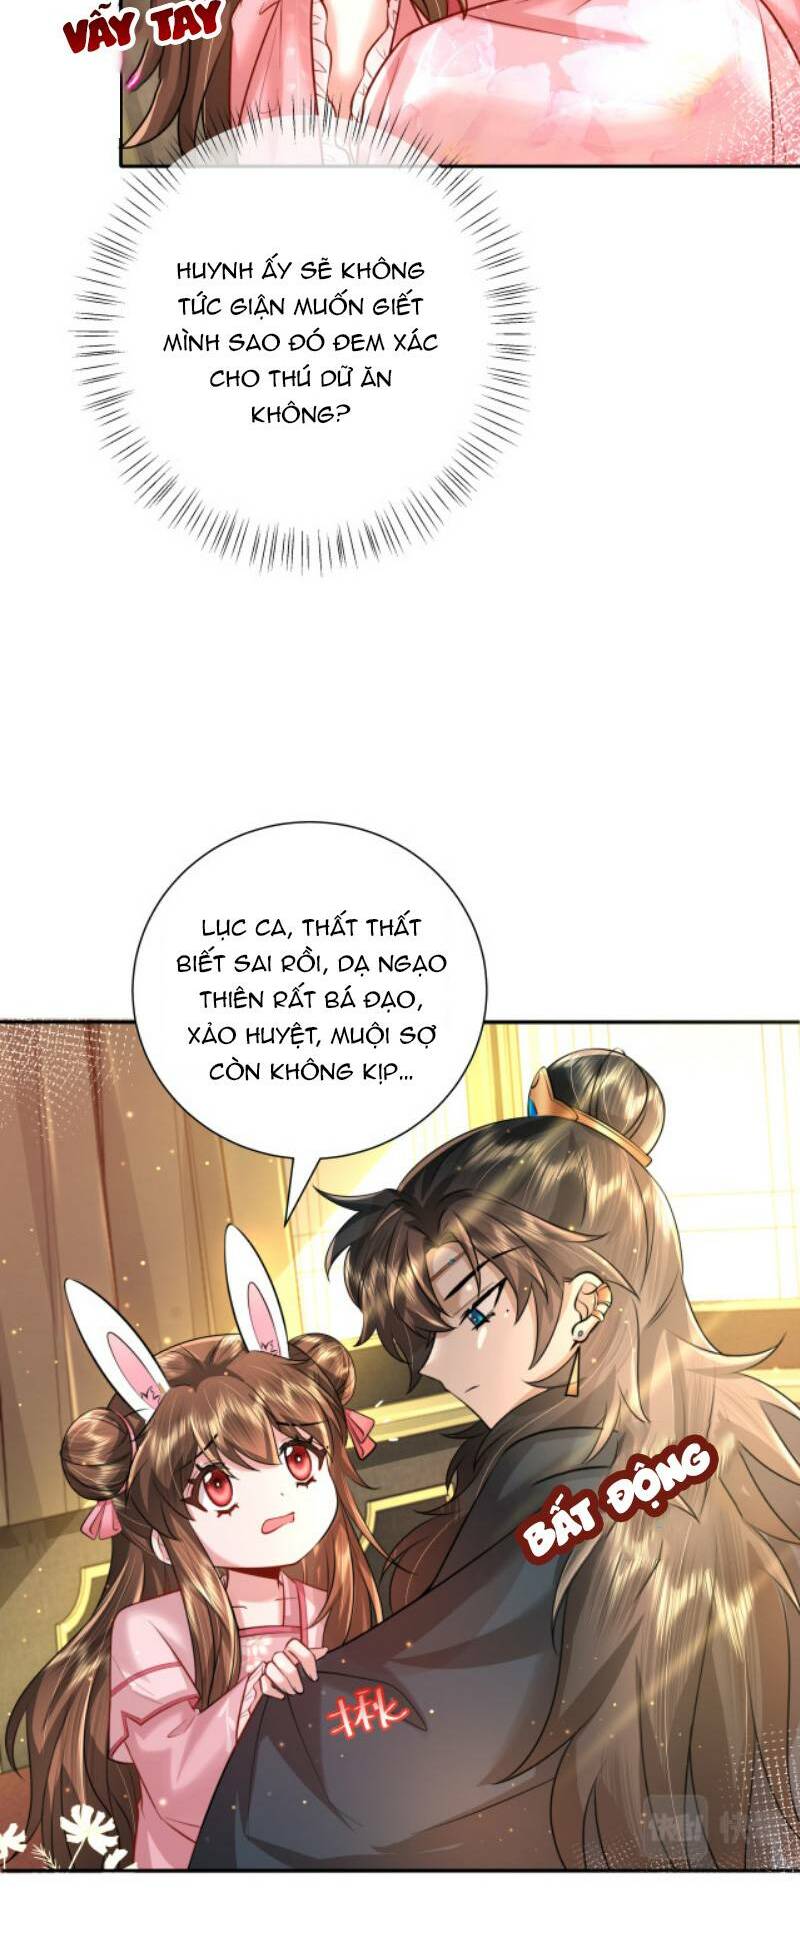 VẪY TAY
HUYNH ẤY SẼ KHÔNG
TỨC GIẬN MUỐN GIẾT
MÌNH SAO ĐÓ ĐEM XÁC
CHO THÚ DỮ ĂN
KHÔNG?
LỤC CA, THẤT THẤT
BIẾT SAI RỒI, DẠ NGẠO
THIÊN RẤT BÁ ĐẠO,
XẢO HUYỆT, MUỘI SỢ
CÒN KHÔNG KỊP...
BẤT ĐỘNG